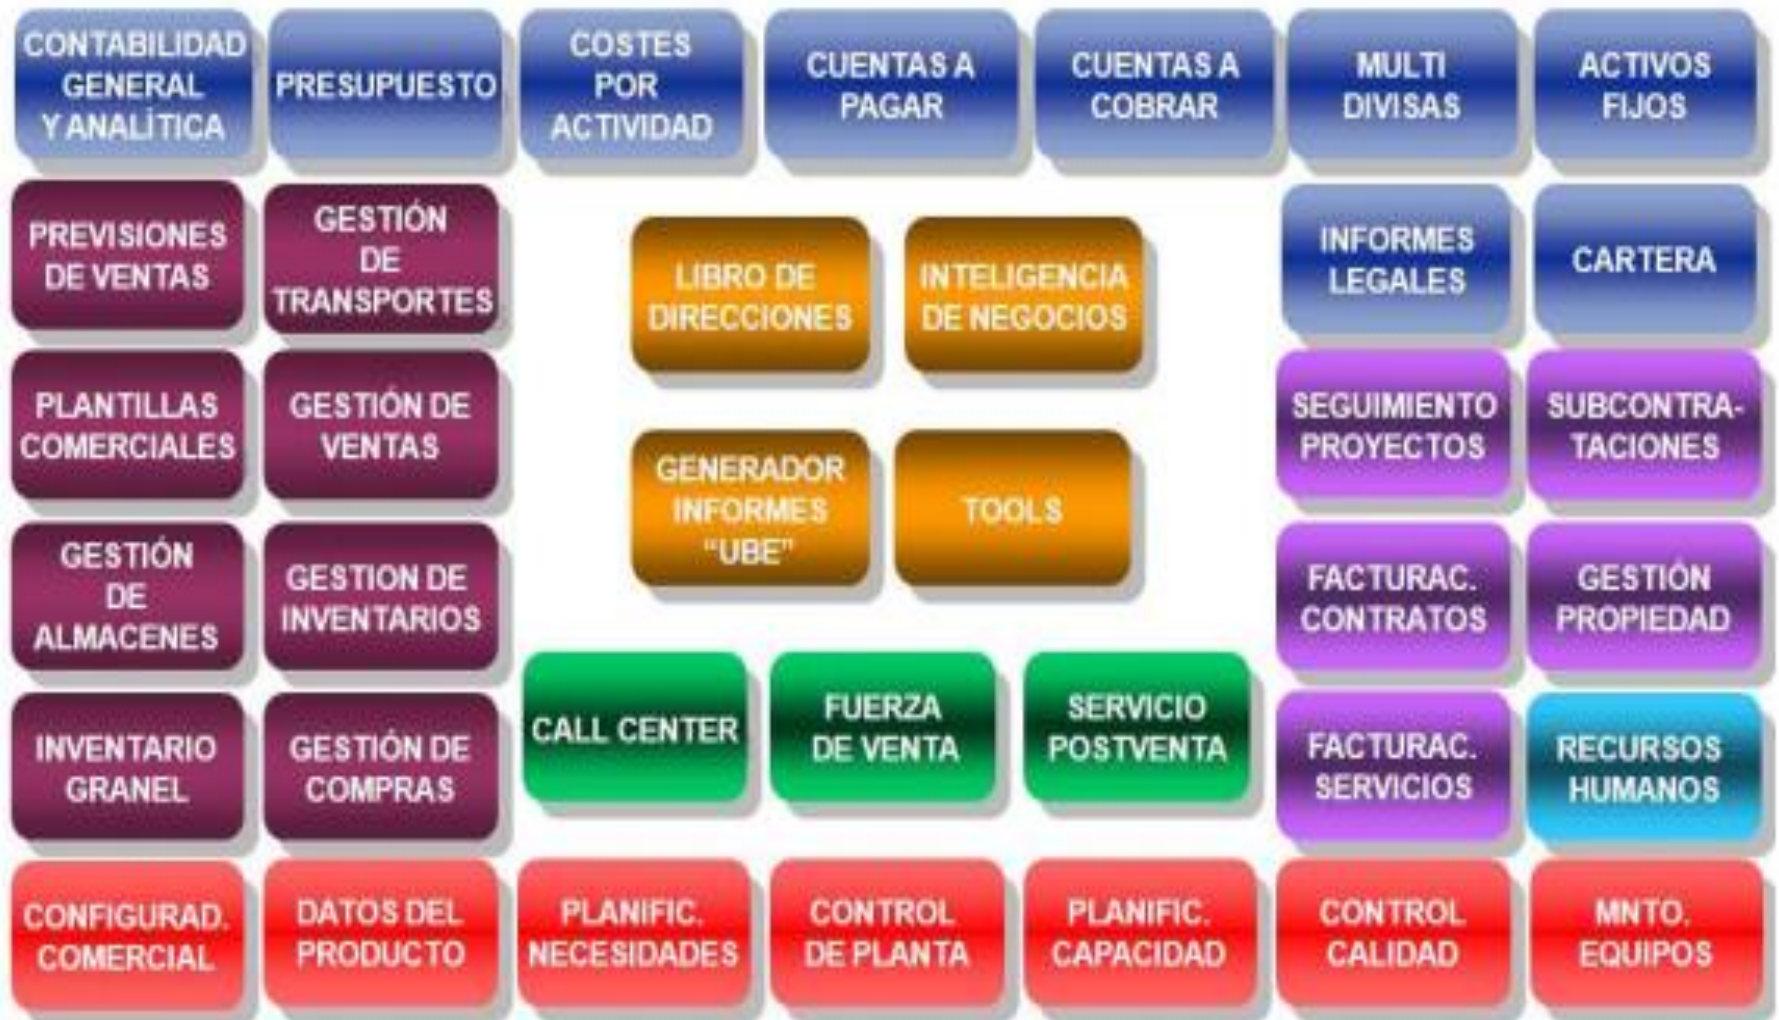 CONTABILIDAD
GENERAL
Y ANALÍTICA
PRESUPUESTO
COSTES
POR
ACTIVIDAD
CUENTAS A
PAGAR
CUENTAS A
COBRAR
MULTI
DIVISAS
ACTIVOS
FIJOS
PREVISIONES
DE VENTAS
GESTIÓN
DE
TRANSPORTES
LIBRO DE
DIRECCIONES
INTELIGENCIA
DE NEGOCIOS
INFORMES
LEGALES
CARTERA
PLANTILLAS
COMERCIALES
GESTIÓN DE
VENTAS
GENERADOR
INFORMES
“UBE”
TOOLS
SEGUIMIENTO
PROYECTOS
SUBCONTRA-
TACIONES
GESTIÓN
DE
ALMACENES
GESTION DE
INVENTARIOS
FACTURAC.
CONTRATOS
GESTIÓN
PROPIEDAD
INVENTARIO
GRANEL
GESTIÓN DE
COMPRAS
CALL CENTER
FUERZA
DE VENTA
SERVICIO
POSTVENTA
FACTURAC.
SERVICIOS
RECURSOS
HUMANOS
CONFIGURAD.
COMERCIAL
DATOS DEL
PRODUCTO
PLANIFIC.
NECESIDADES
CONTROL
DE PLANTA
PLANIFIC.
CAPACIDAD
CONTROL
CALIDAD
MNTO.
EQUIPOS